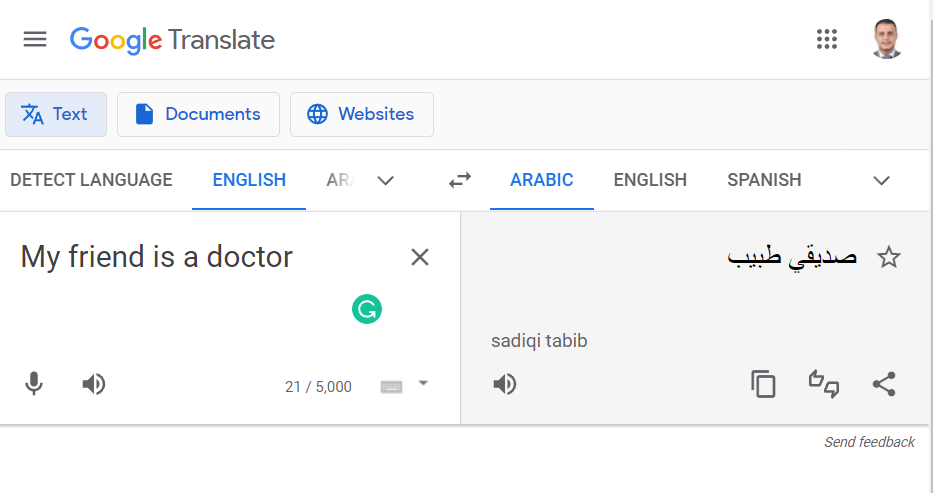 Google Translate
Text Documents Websites
DETECT LANGUAGE ENGLISH ARA ARABIC ENGLISH SPANISH
My friend is a doctor
صديقي طبيب
sadiqi tabib
21 / 5,000
Send feedback